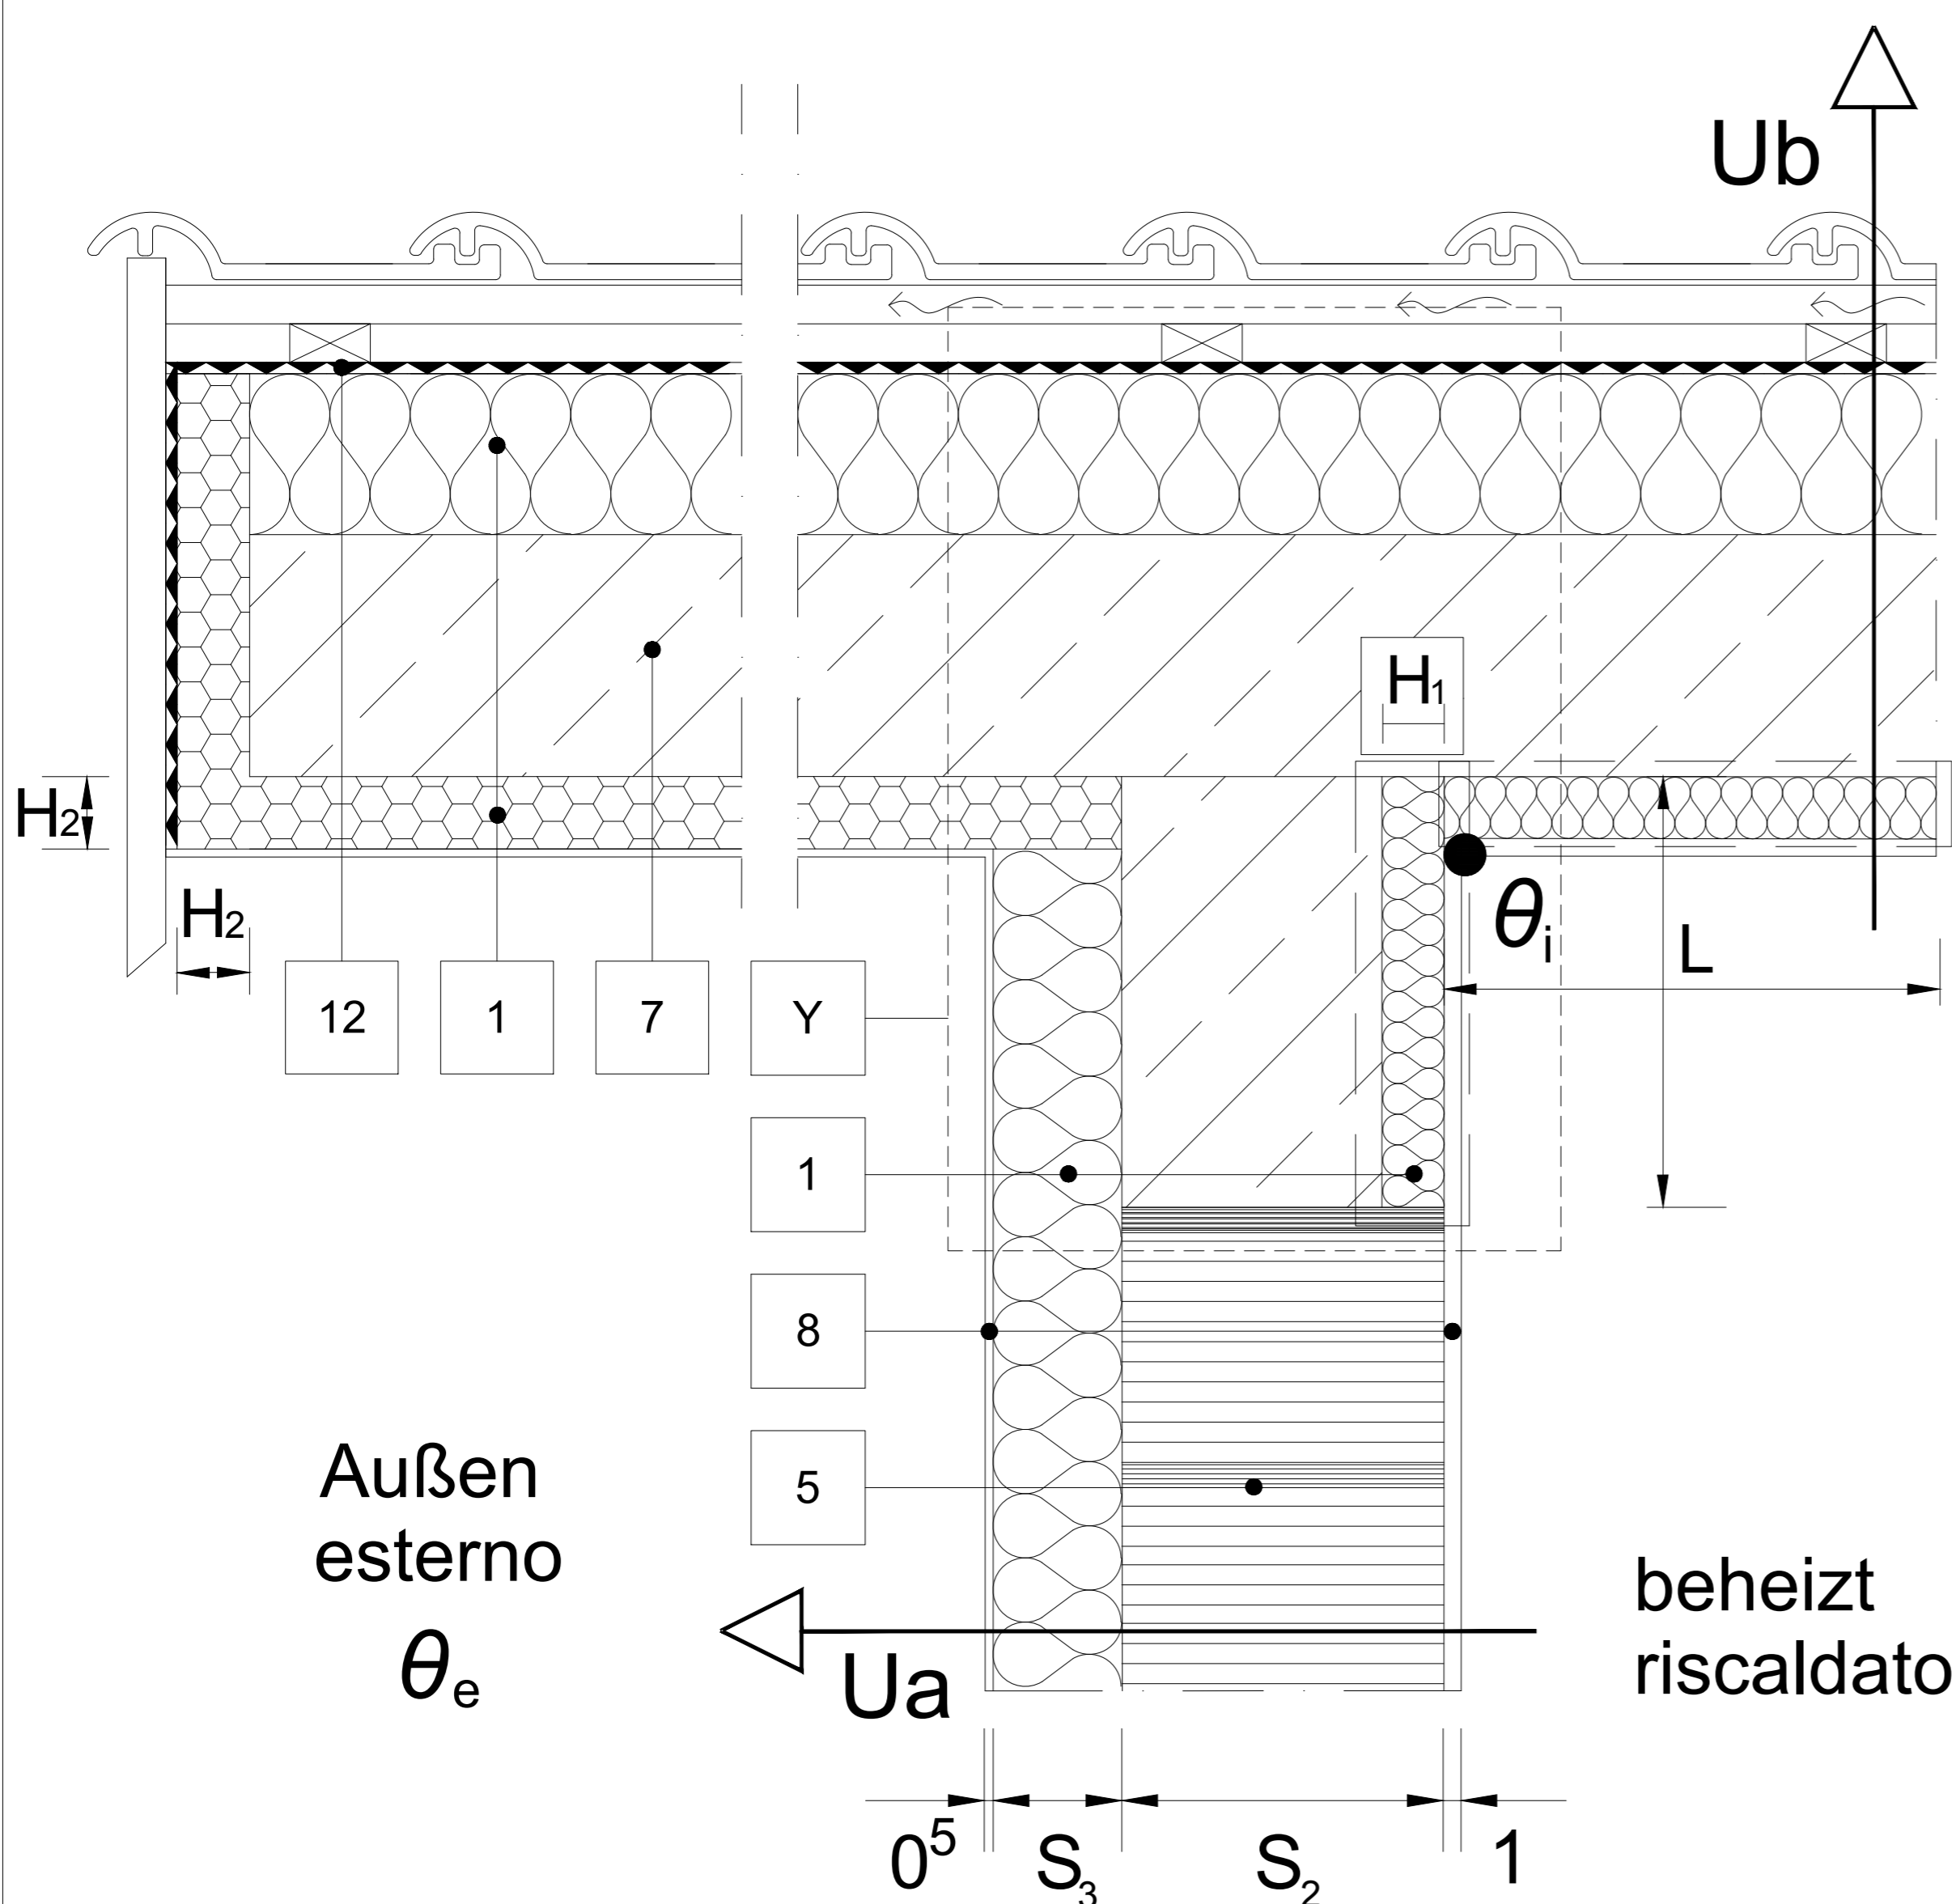 Ub
H1
H2
H2
θi
L
12
1
7
Y
1
8
5
Außen
esterno
θe
Ua
beheizt
riscaldato
0⁵
S₃
S₂
1